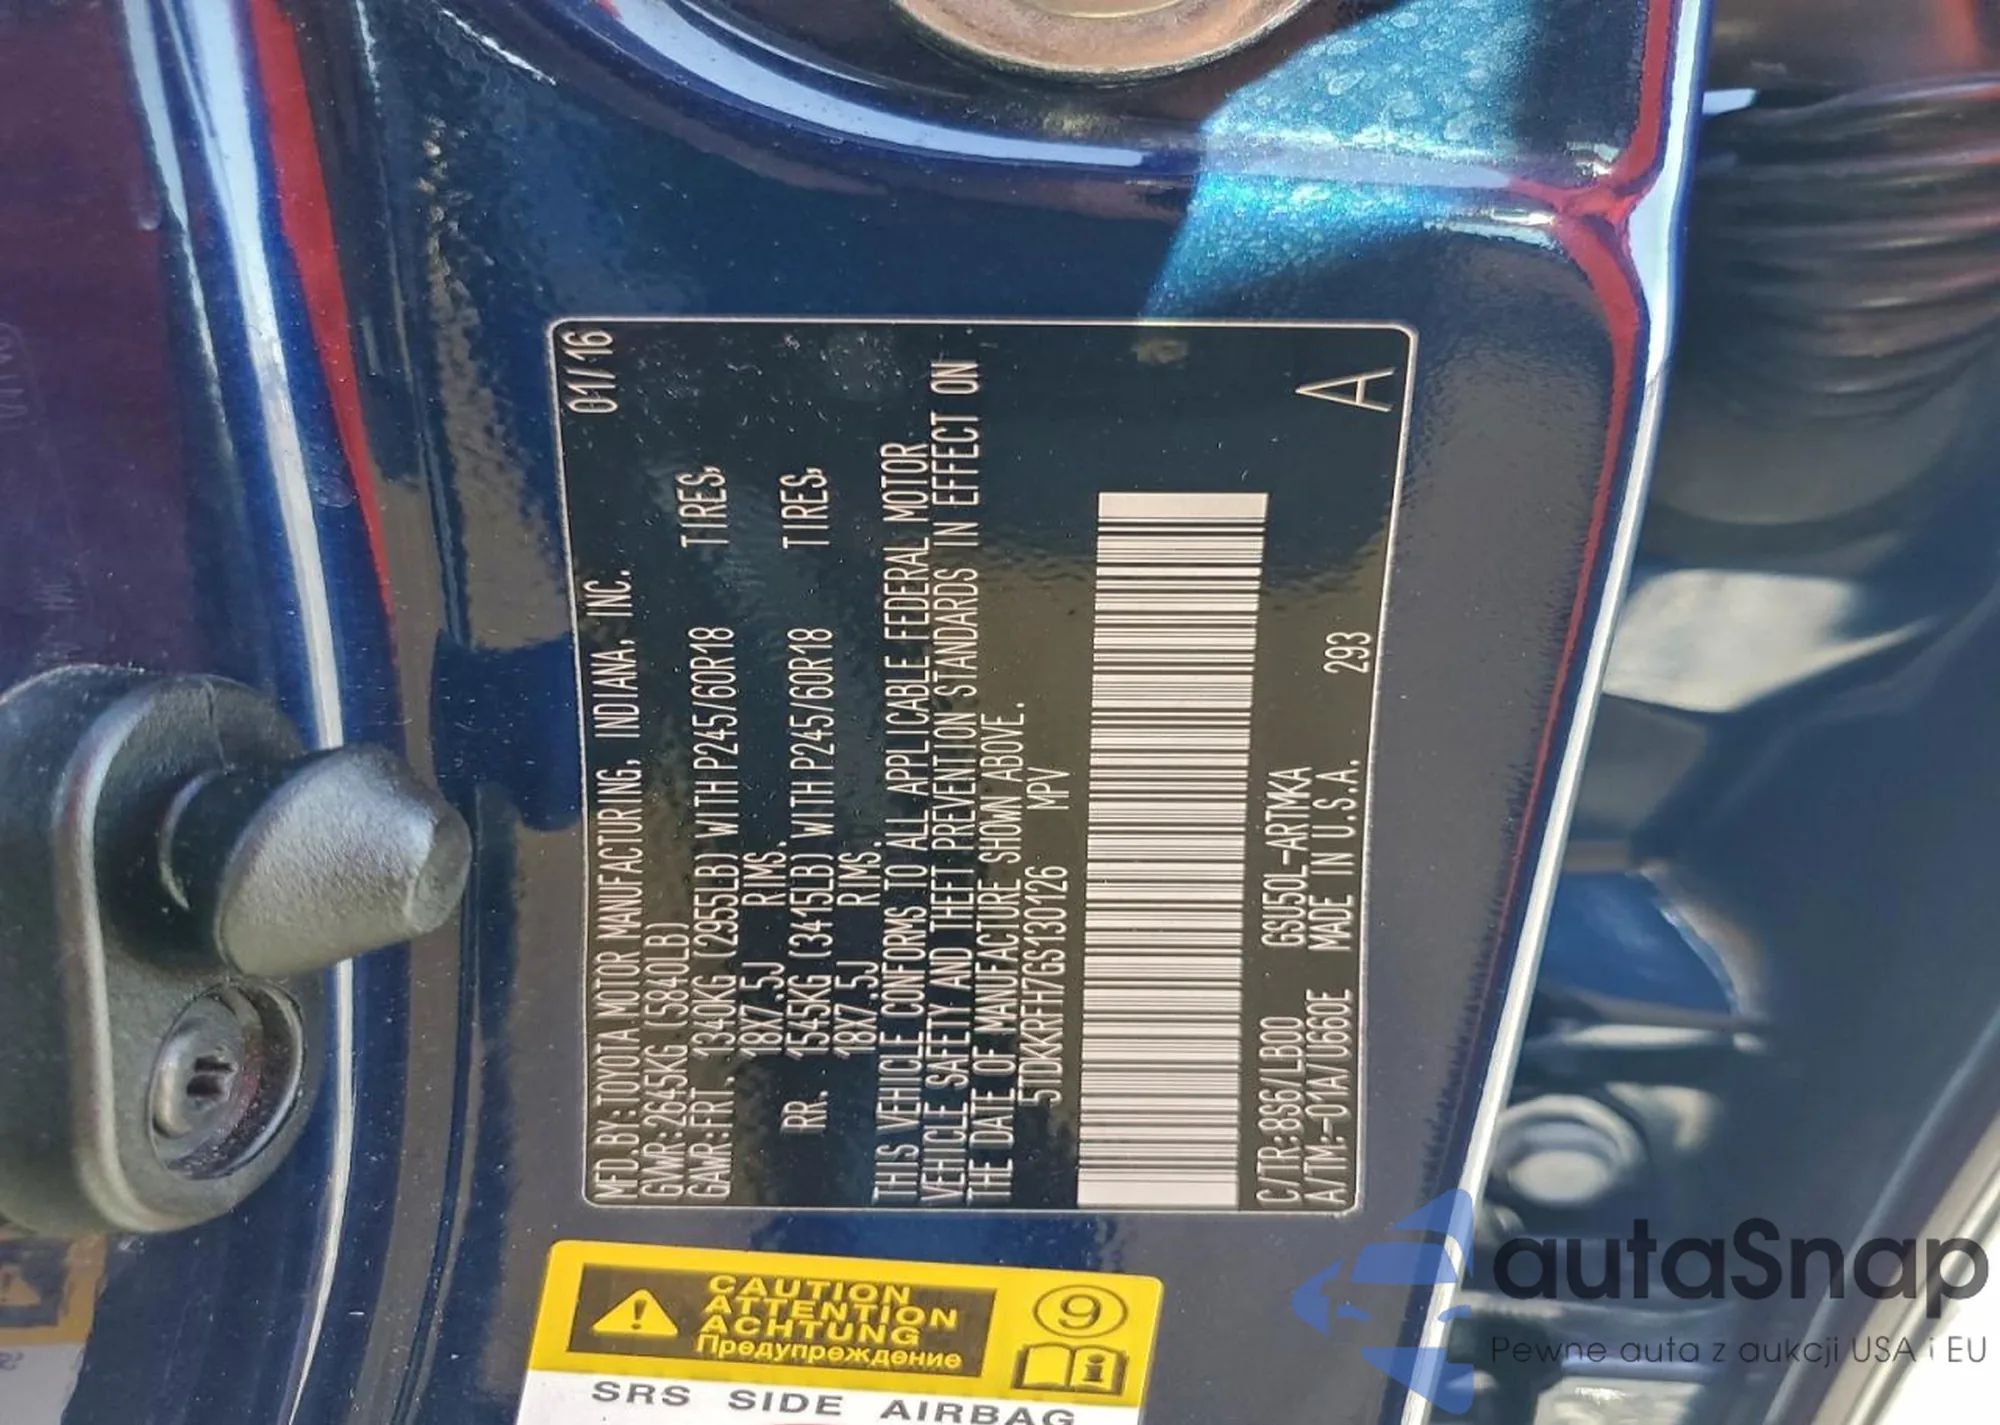 MFD.BY:TOYOTA MOTOR MANUFACTURING, INDIANA, INC. 01/16
GWR:2645KG (5840LB)
GAWR:FRT. 1340KG (2955LB) WITH P245/60R18 TIRES,
18X7.5J RIMS.
RR. 1545KG (3415LB) WITH P245/60R18 TIRES,
18X7.5J RIMS.
THIS VEHICLE CONFORMS TO ALL APPLICABLE FEDERAL MOTOR
VEHICLE SAFETY AND THEFT PREVENTION STANDARDS IN EFFECT ON
THE DATE OF MANUFACTURE SHOWN ABOVE.
5TDKKRFH7GS130126 MPV
C/TR:8S6/LB00 GSU50L-ARTMKA
A/TM:-01A/U660E MADE IN U.S.A. 293
A
CAUTION
ATTENTION
ACHTUNG
Предупреждение
9
i
SRS SIDE AIRBAG
autaSnap
Pewne auta z aukcji USA i EU